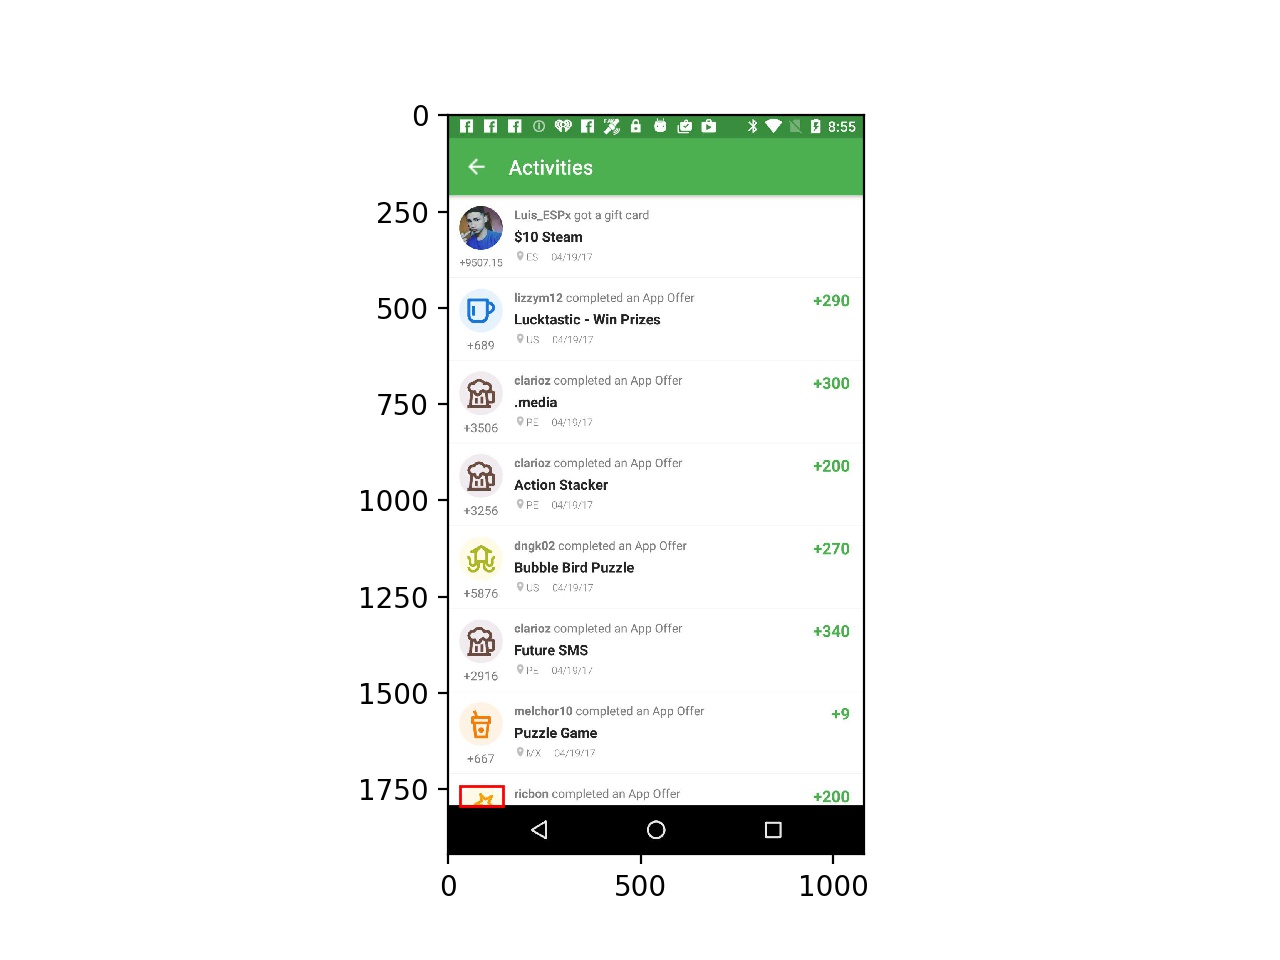 0
250
500
750
1000
1250
1500
1750
0
500
1000
8:55
Activities
Luis_ESPx got a gift card
$10 Steam
+9507.15
ES 04/19/17
lizzym12 completed an App Offer
+290
Lucktastic - Win Prizes
+689
US 04/19/17
clarioz completed an App Offer
+300
.media
+3506
PE 04/19/17
clarioz completed an App Offer
+200
Action Stacker
+3256
PE 04/19/17
dngk02 completed an App Offer
+270
Bubble Bird Puzzle
+5876
US 04/19/17
clarioz completed an App Offer
+340
Future SMS
+2916
PE 04/19/17
melchor10 completed an App Offer
+9
Puzzle Game
+667
MX 04/19/17
ricbon completed an App Offer
+200